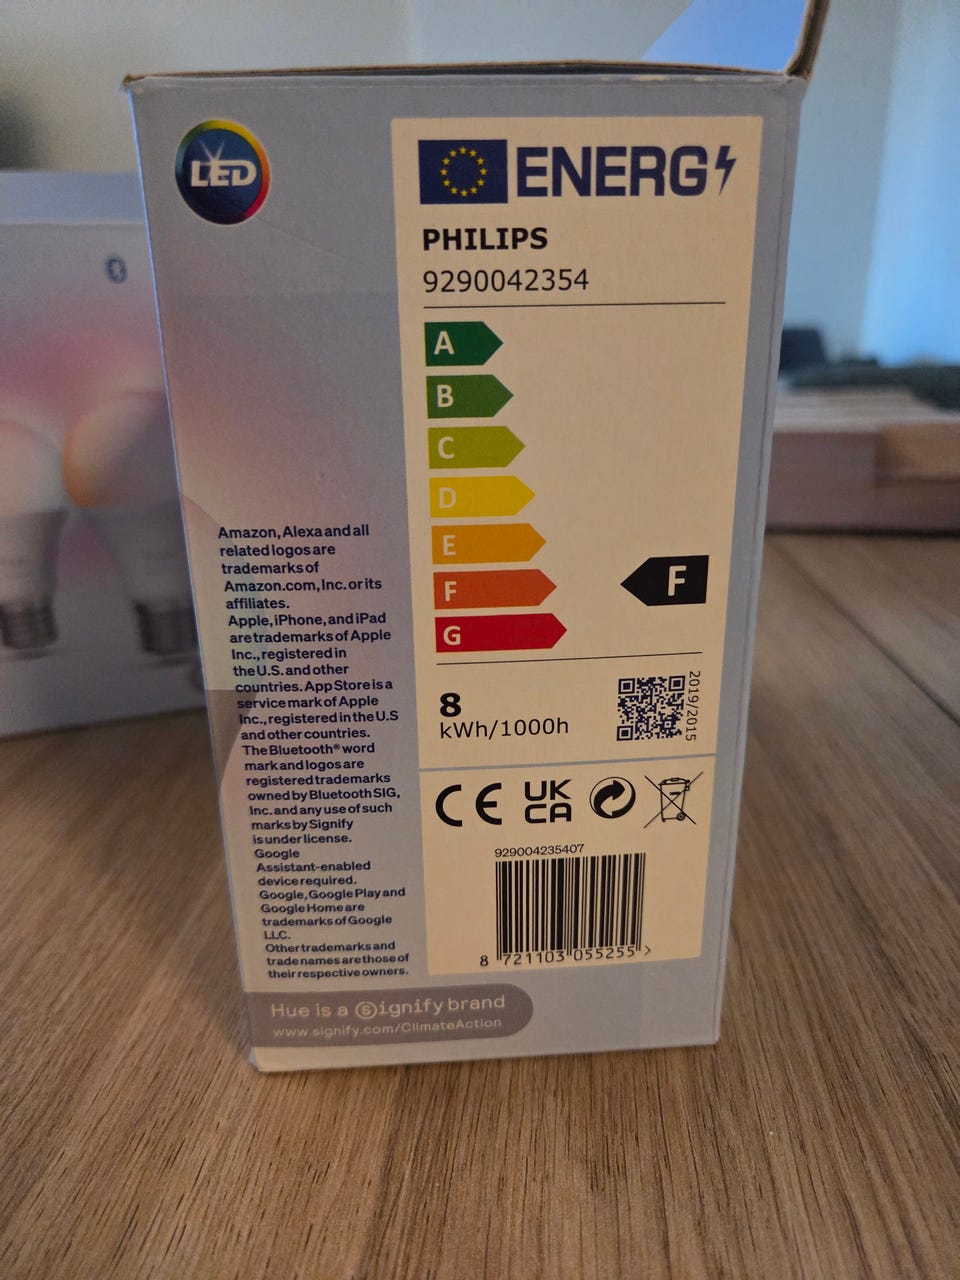 LED
ENERG
PHILIPS
9290042354
A
B
C
D
E
F
G
F
8
kWh/1000h
2019/2015
Amazon, Alexa and all
related logos are
trademarks of
Amazon.com, Inc. or its
affiliates.
Apple, iPhone, and iPad
are trademarks of Apple
Inc., registered in
the U.S. and other
countries. App Store is a
service mark of Apple
Inc., registered in the U.S
and other countries.
The Bluetooth® word
mark and logos are
registered trademarks
owned by Bluetooth SIG,
Inc. and any use of such
marks by Signify
is under license.
Google
Assistant-enabled
device required.
Google, Google Play and
Google Home are
trademarks of Google
LLC.
Other trademarks and
trade names are those of
their respective owners.
CE
UK
CA
929004235407
8 721103 055255 >
Hue is a Signify brand
www.signify.com/ClimateAction